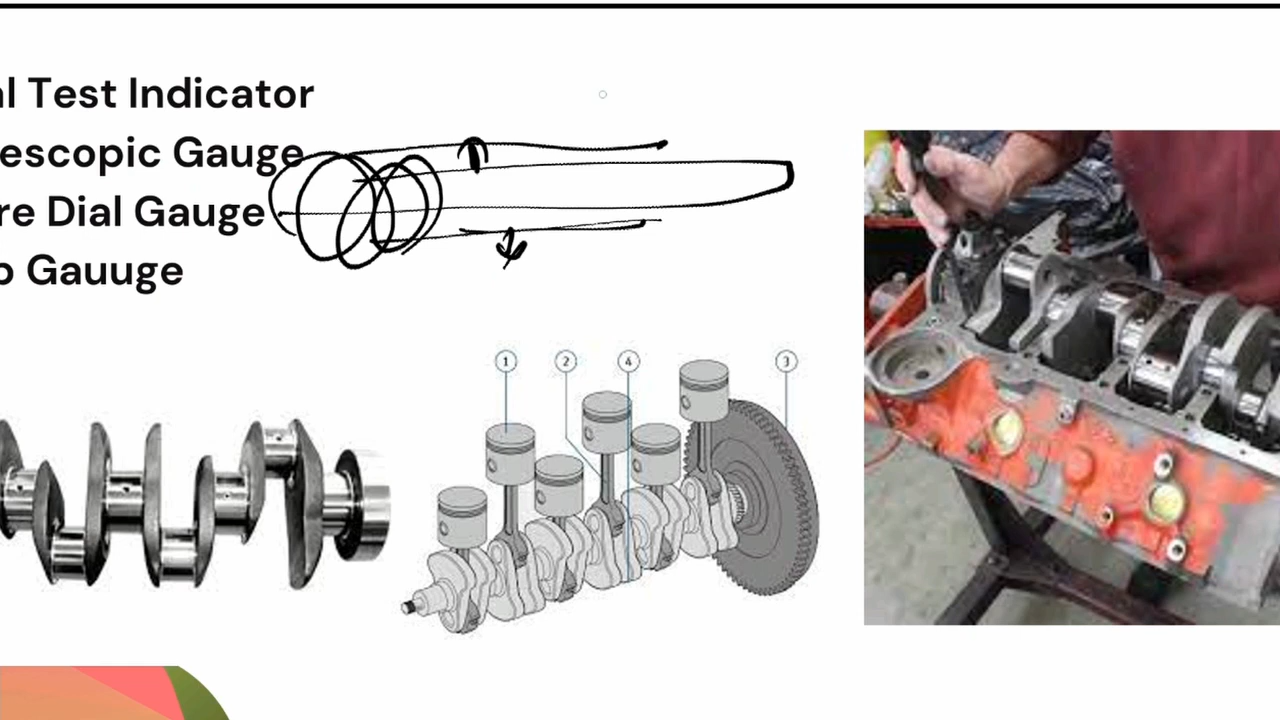 al Test Indicator
escopic Gauge
re Dial Gauge
o Gauuge
1 2 4 3